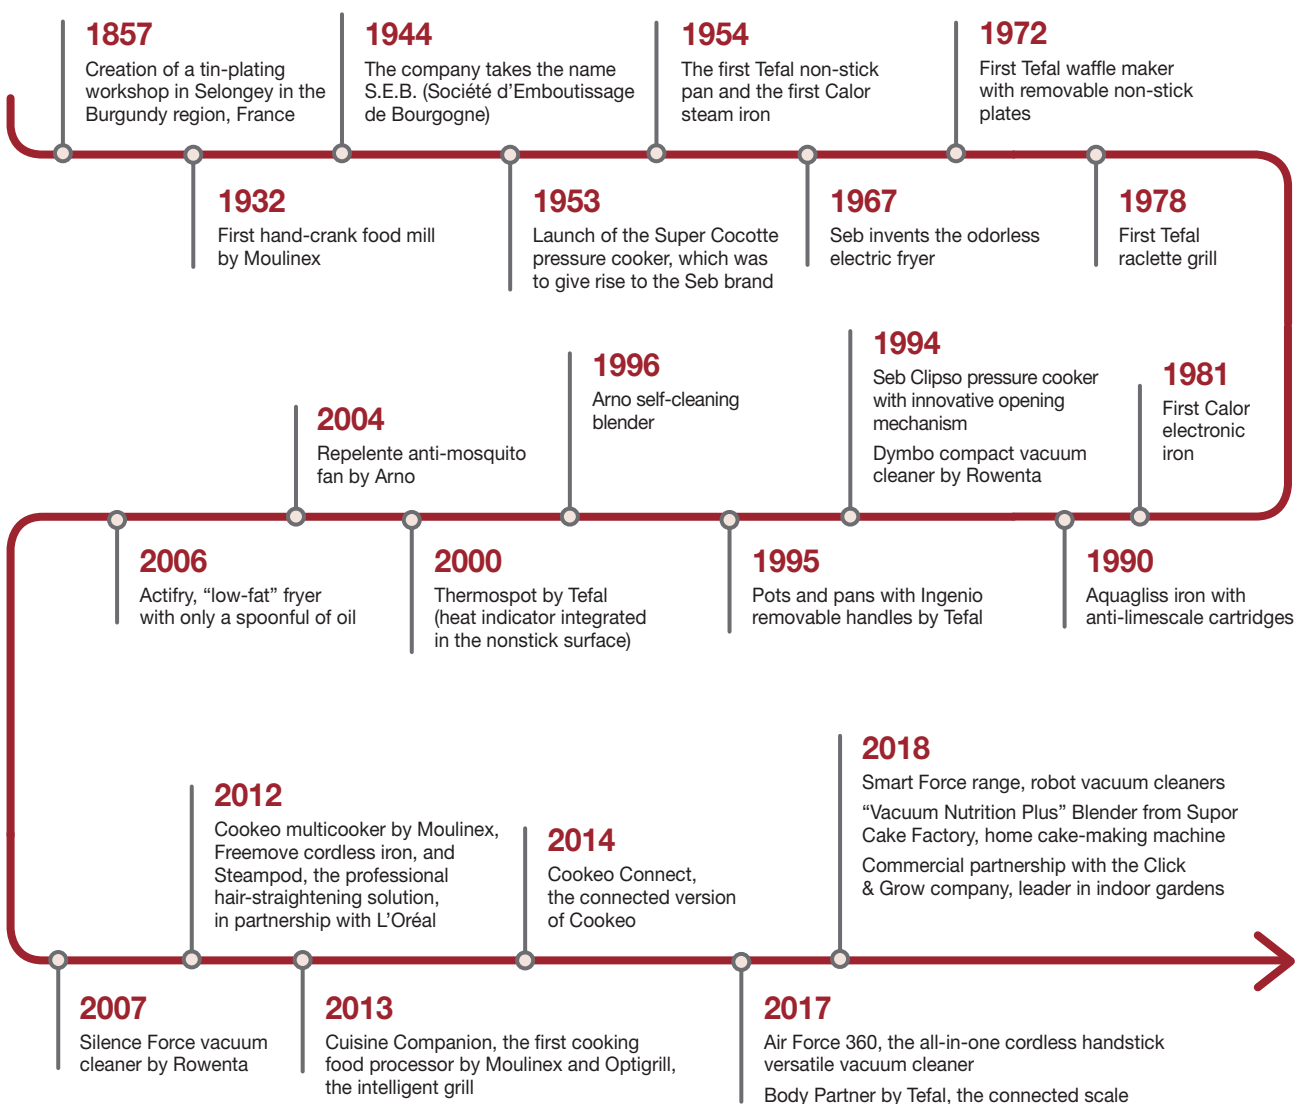 1857
Creation of a tin-plating
workshop in Selongey in the
Burgundy region, France
1932
First hand-crank food mill
by Moulinex
1944
The company takes the name
S.E.B. (Société d’Emboutissage
de Bourgogne)
1953
Launch of the Super Cocotte
pressure cooker, which was
to give rise to the Seb brand
1954
The first Tefal non-stick
pan and the first Calor
steam iron
1967
Seb invents the odorless
electric fryer
1972
First Tefal waffle maker
with removable non-stick
plates
1978
First Tefal
raclette grill
1981
First Calor
electronic
iron
1990
Aquagliss iron with
anti-limescale cartridges
1994
Seb Clipso pressure cooker
with innovative opening
mechanism
Dymbo compact vacuum
cleaner by Rowenta
1995
Pots and pans with Ingenio
removable handles by Tefal
1996
Arno self-cleaning
blender
2000
Thermospot by Tefal
(heat indicator integrated
in the nonstick surface)
2004
Repelente anti-mosquito
fan by Arno
2006
Actifry, “low-fat” fryer
with only a spoonful of oil
2007
Silence Force vacuum
cleaner by Rowenta
2012
Cookeo multicooker by Moulinex,
Freemove cordless iron, and
Steampod, the professional
hair-straightening solution,
in partnership with L’Oréal
2013
Cuisine Companion, the first cooking
food processor by Moulinex and Optigrill,
the intelligent grill
2014
Cookeo Connect,
the connected version
of Cookeo
2017
Air Force 360, the all-in-one cordless handstick
versatile vacuum cleaner
Body Partner by Tefal, the connected scale
2018
Smart Force range, robot vacuum cleaners
“Vacuum Nutrition Plus” Blender from Supor
Cake Factory, home cake-making machine
Commercial partnership with the Click
& Grow company, leader in indoor gardens